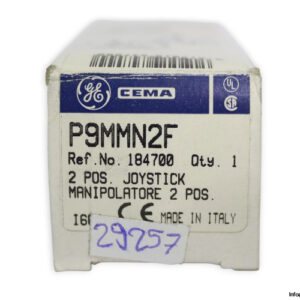 GE CEMA UL
P9MMN2F
Ref.No. 184700 Qty. 1
2 POS. JOYSTICK
MANIPOLATORE 2 POS.
CE MADE IN ITALY
29257